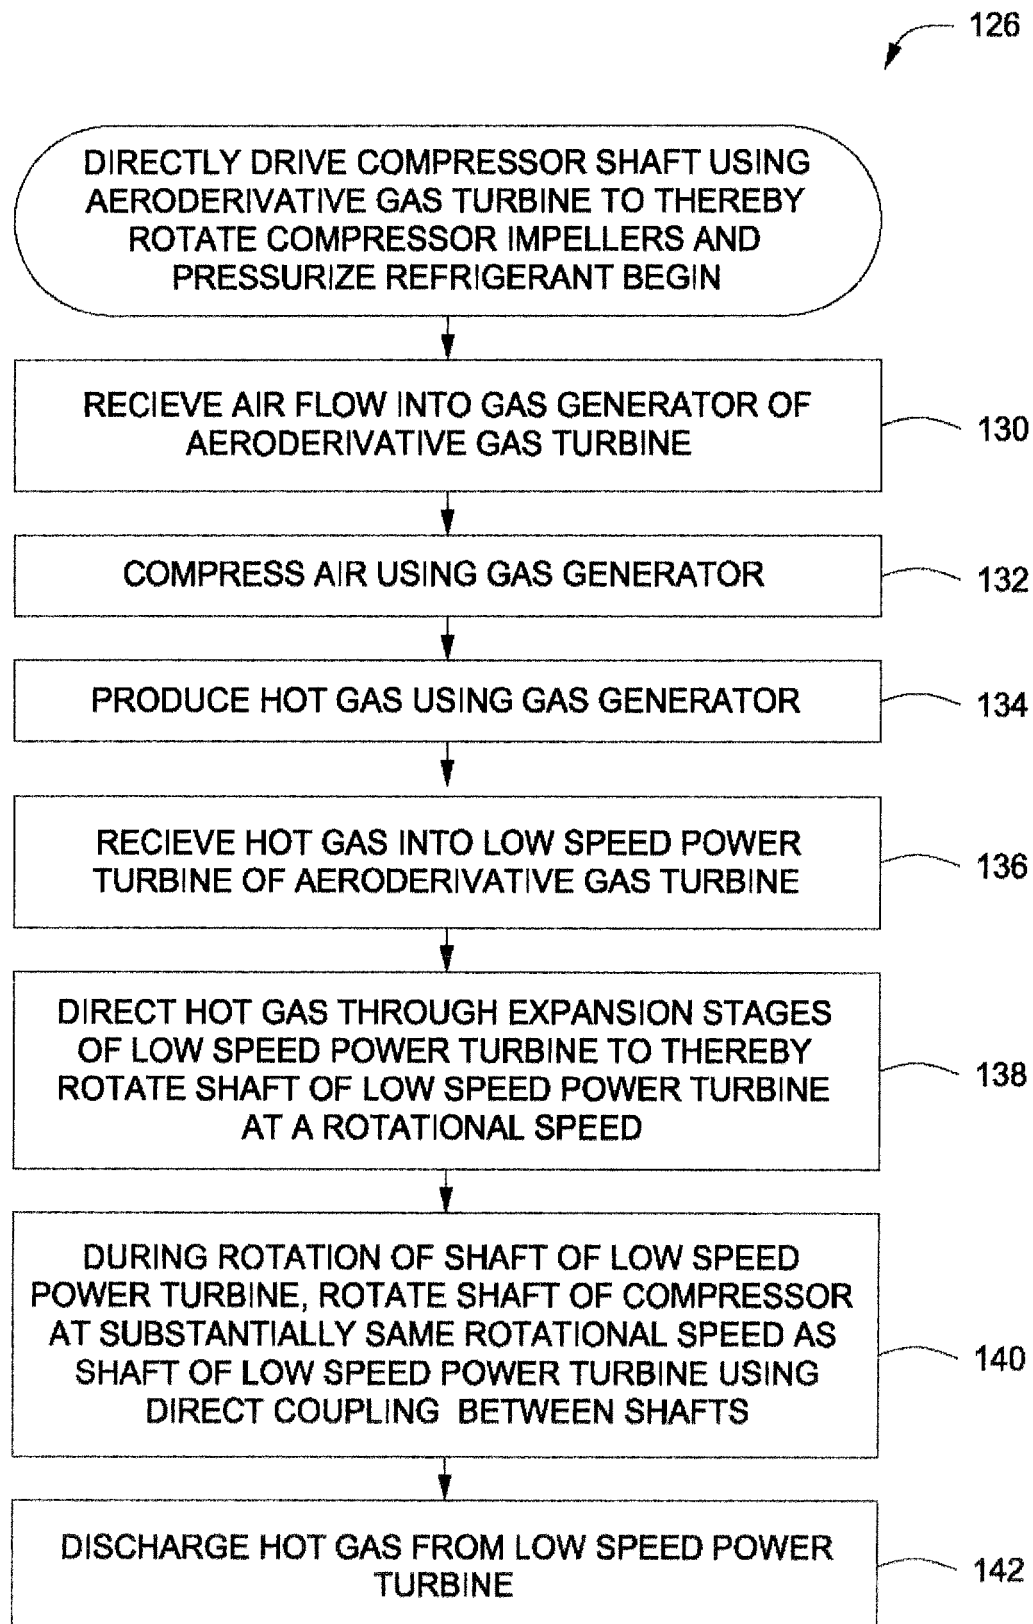 126
DIRECTLY DRIVE COMPRESSOR SHAFT USING
AERODERIVATIVE GAS TURBINE TO THEREBY
ROTATE COMPRESSOR IMPELLERS AND
PRESSURIZE REFRIGERANT BEGIN
RECIEVE AIR FLOW INTO GAS GENERATOR OF
AERODERIVATIVE GAS TURBINE
130
COMPRESS AIR USING GAS GENERATOR
132
PRODUCE HOT GAS USING GAS GENERATOR
134
RECIEVE HOT GAS INTO LOW SPEED POWER
TURBINE OF AERODERIVATIVE GAS TURBINE
136
DIRECT HOT GAS THROUGH EXPANSION STAGES
OF LOW SPEED POWER TURBINE TO THEREBY
ROTATE SHAFT OF LOW SPEED POWER TURBINE
AT A ROTATIONAL SPEED
138
DURING ROTATION OF SHAFT OF LOW SPEED
POWER TURBINE, ROTATE SHAFT OF COMPRESSOR
AT SUBSTANTIALLY SAME ROTATIONAL SPEED AS
SHAFT OF LOW SPEED POWER TURBINE USING
DIRECT COUPLING BETWEEN SHAFTS
140
DISCHARGE HOT GAS FROM LOW SPEED POWER
TURBINE
142